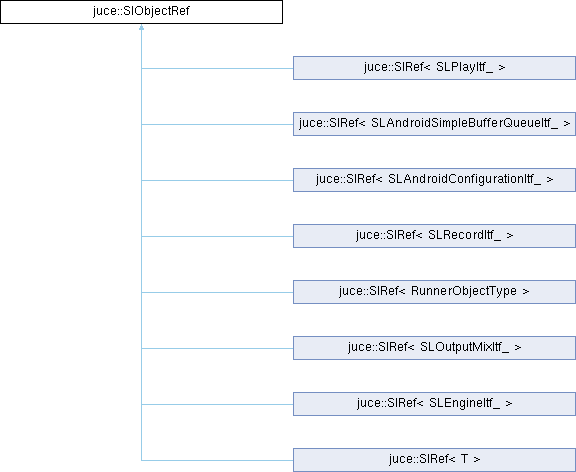 juce::SlObjectRef
juce::SlRef< SLPlayItf_ >
juce::SlRef< SLAndroidSimpleBufferQueueItf_ >
juce::SlRef< SLAndroidConfigurationItf_ >
juce::SlRef< SLRecordItf_ >
juce::SlRef< RunnerObjectType >
juce::SlRef< SLOutputMixItf_ >
juce::SlRef< SLEngineItf_ >
juce::SlRef< T >